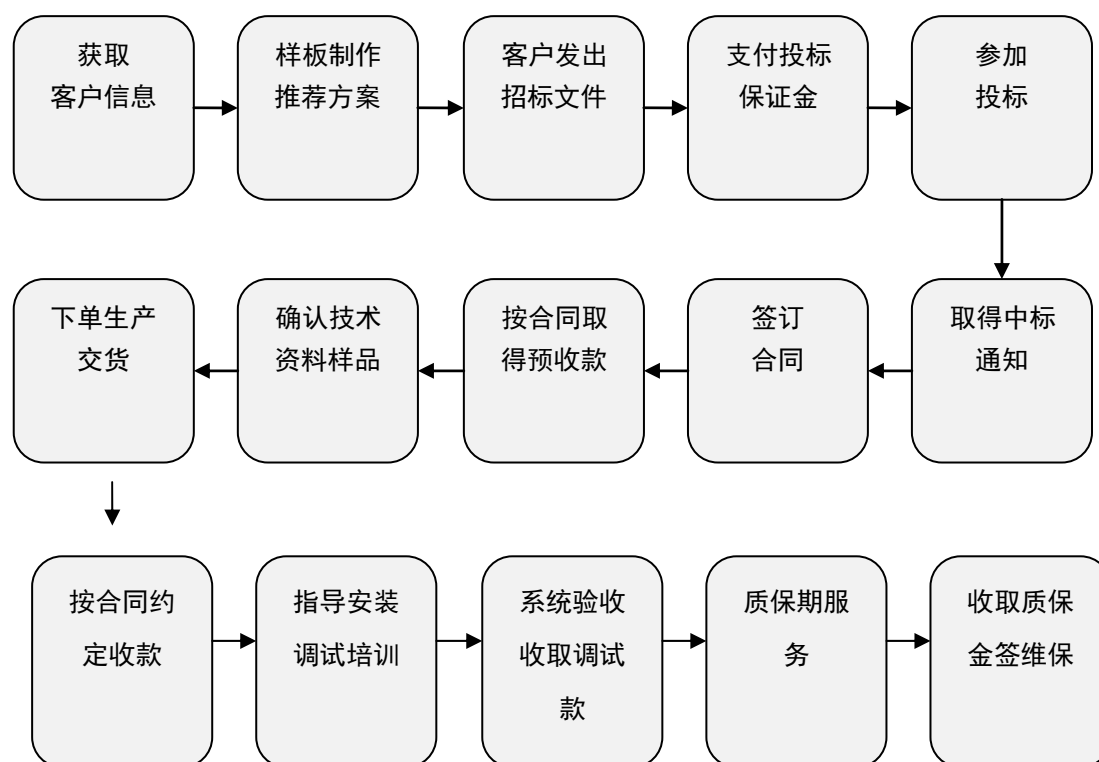 获取
客户信息
样板制作
推荐方案
客户发出
招标文件
支付投标
保证金
参加
投标
下单生产
交货
确认技术
资料样品
按合同取
得预收款
签订
合同
取得中标
通知
按合同约
定收款
指导安装
调试培训
系统验收
收取调试
款
质保期服
务
收取质保
金签维保